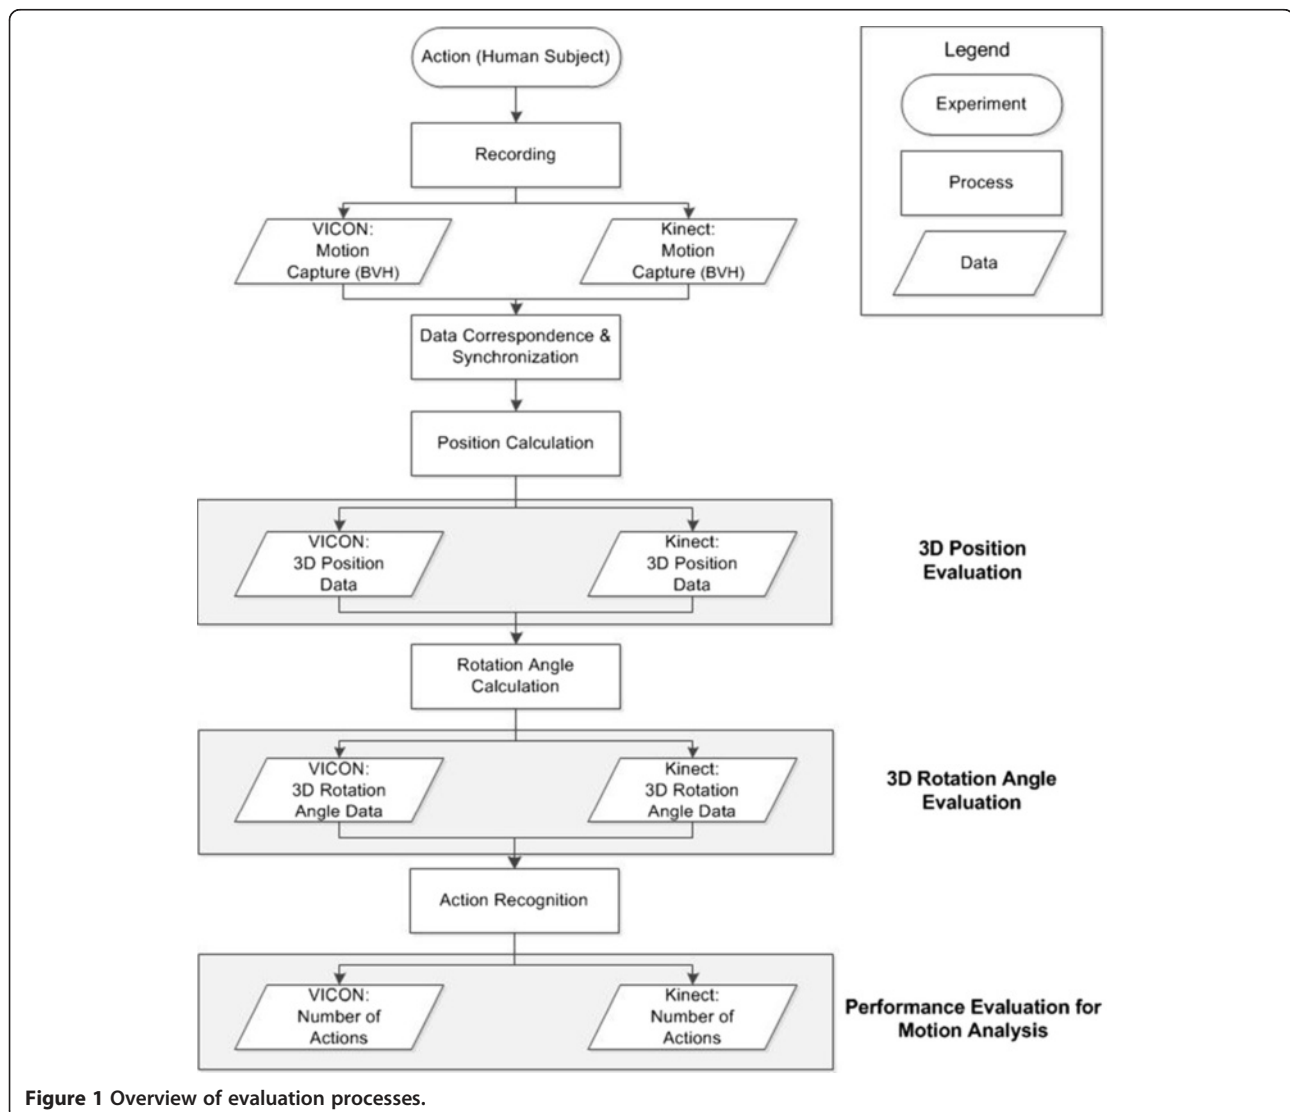 Action (Human Subject)
Legend
Experiment
Recording
Process
VICON:
Motion
Capture (BVH)
Kinect:
Motion
Capture (BVH)
Data
Data Correspondence &
Synchronization
Position Calculation
VICON:
3D Position
Data
Kinect:
3D Position
Data
3D Position
Evaluation
Rotation Angle
Calculation
VICON:
3D Rotation
Angle Data
Kinect:
3D Rotation
Angle Data
3D Rotation Angle
Evaluation
Action Recognition
VICON:
Number of
Actions
Kinect:
Number of
Actions
Performance Evaluation for
Motion Analysis
Figure 1 Overview of evaluation processes.